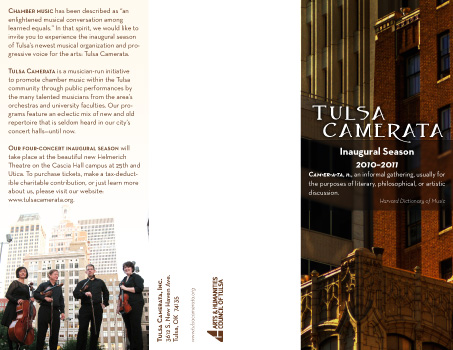 Chamber music has been described as "an
enlightened musical conversation among
learned equals." In that spirit, we would like to
invite you to experience the inaugural season
of Tulsa's newest musical organization and pro-
gressive voice for the arts: Tulsa Camerata.
Tulsa Camerata is a musician-run initiative
to promote chamber music within the Tulsa
community through public performances by
the many talented musicians from the area's
orchestras and university faculties. Our pro-
grams feature an eclectic mix of new and old
repertoire that is seldom heard in our city's
concert halls—until now.
Our four-concert inaugural season will
take place at the beautiful new Helmerich
Theatre on the Cascia Hall campus at 25th and
Utica. To purchase tickets, make a tax-deduct-
ible charitable contribution, or just learn more
about us, please visit our website:
www.tulsacamerata.org.
Tulsa Camerata, Inc.
3612 S. New Haven Ave.
Tulsa, OK 74135
www.tulsacamerata.org
Arts & Humanities
Council of Tulsa
Tulsa
Camerata
Inaugural Season
2010–2011
Cam·er·a·ta, n., an informal gathering, usually for
the purposes of literary, philosophical, or artistic
discussion.
Harvard Dictionary of Music